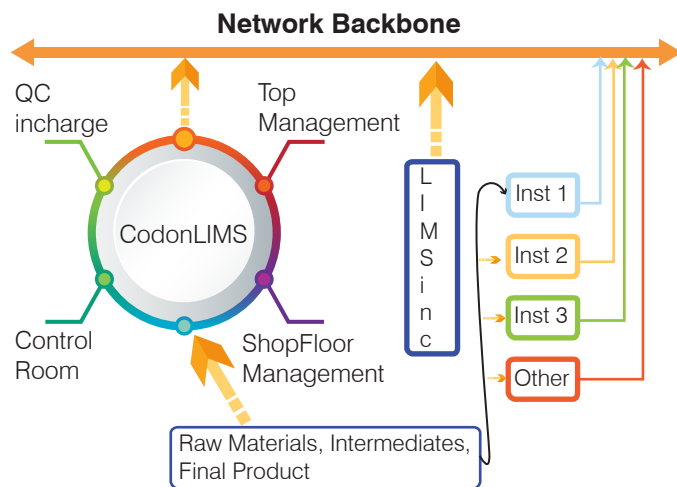 Network Backbone
QC
incharge
Top
Management
CodonLIMS
Control
Room
ShopFloor
Management
L
I
M
S
i
n
c
Inst 1
Inst 2
Inst 3
Other
Raw Materials, Intermediates,
Final Product